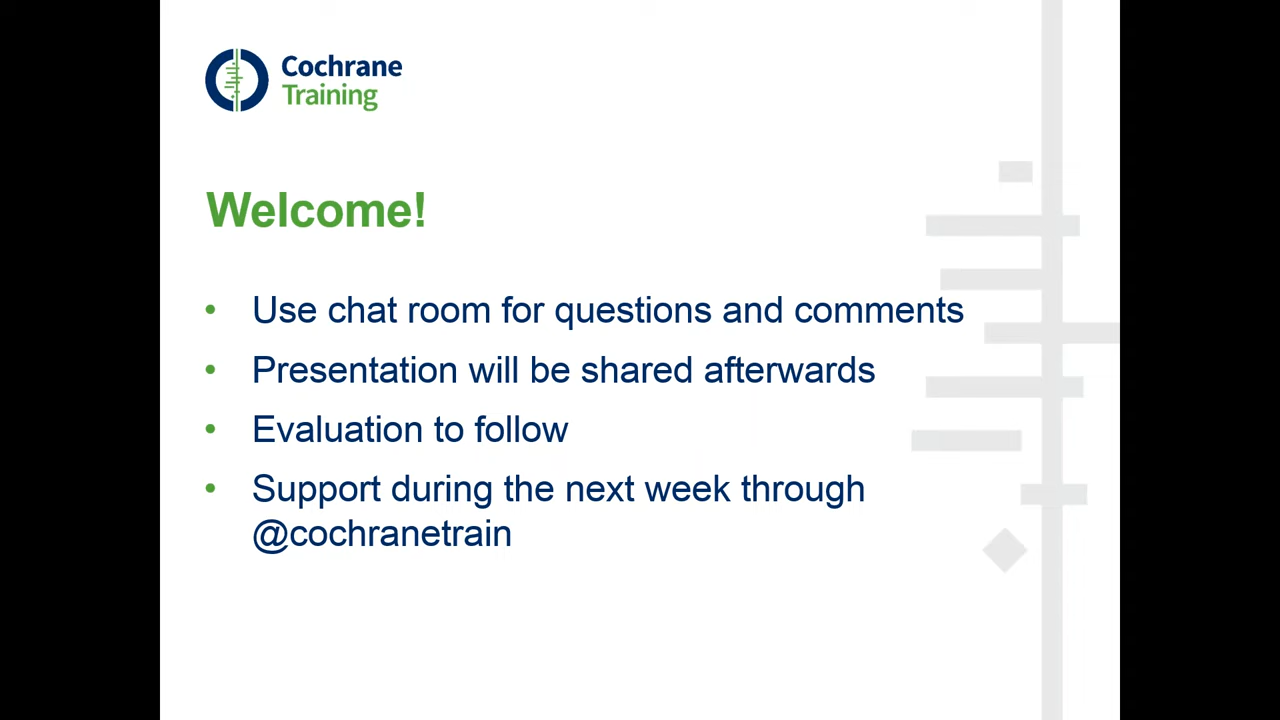 Cochrane
Training
Welcome!
• Use chat room for questions and comments
• Presentation will be shared afterwards
• Evaluation to follow
• Support during the next week through
@cochranetrain